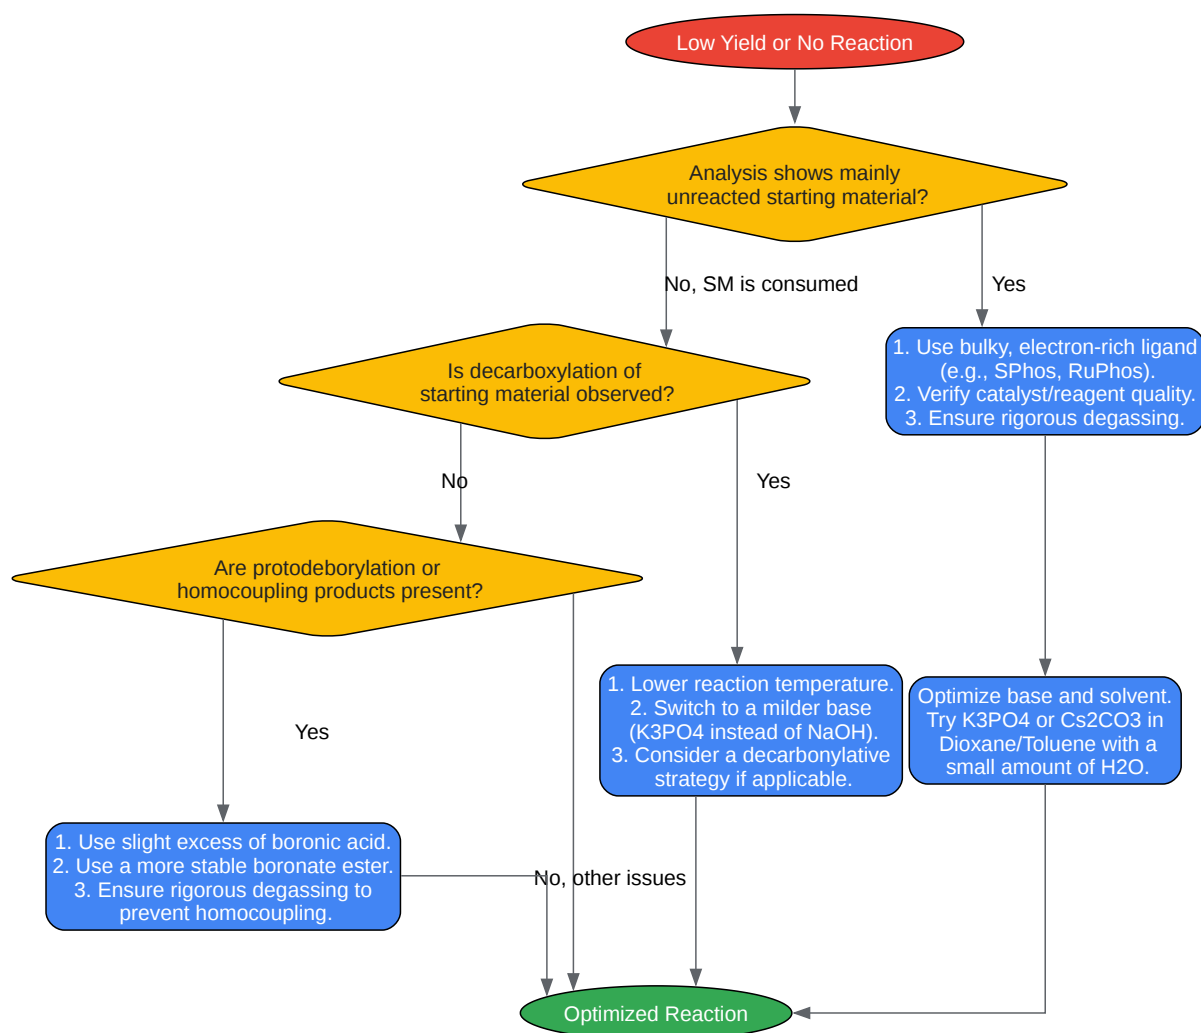 Low Yield or No Reaction
Analysis shows mainly
unreacted starting material?
No, SM is consumed
Yes
Is decarboxylation of
starting material observed?
1. Use bulky, electron-rich ligand
(e.g., SPhos, RuPhos).
2. Verify catalyst/reagent quality.
3. Ensure rigorous degassing.
No
Yes
Are protodeborylation or
homocoupling products present?
1. Lower reaction temperature.
2. Switch to a milder base
(K3PO4 instead of NaOH).
3. Consider a decarbonylative
strategy if applicable.
Optimize base and solvent.
Try K3PO4 or Cs2CO3 in
Dioxane/Toluene with a
small amount of H2O.
Yes
1. Use slight excess of boronic acid.
2. Use a more stable boronate ester.
3. Ensure rigorous degassing to
prevent homocoupling.
No, other issues
Optimized Reaction